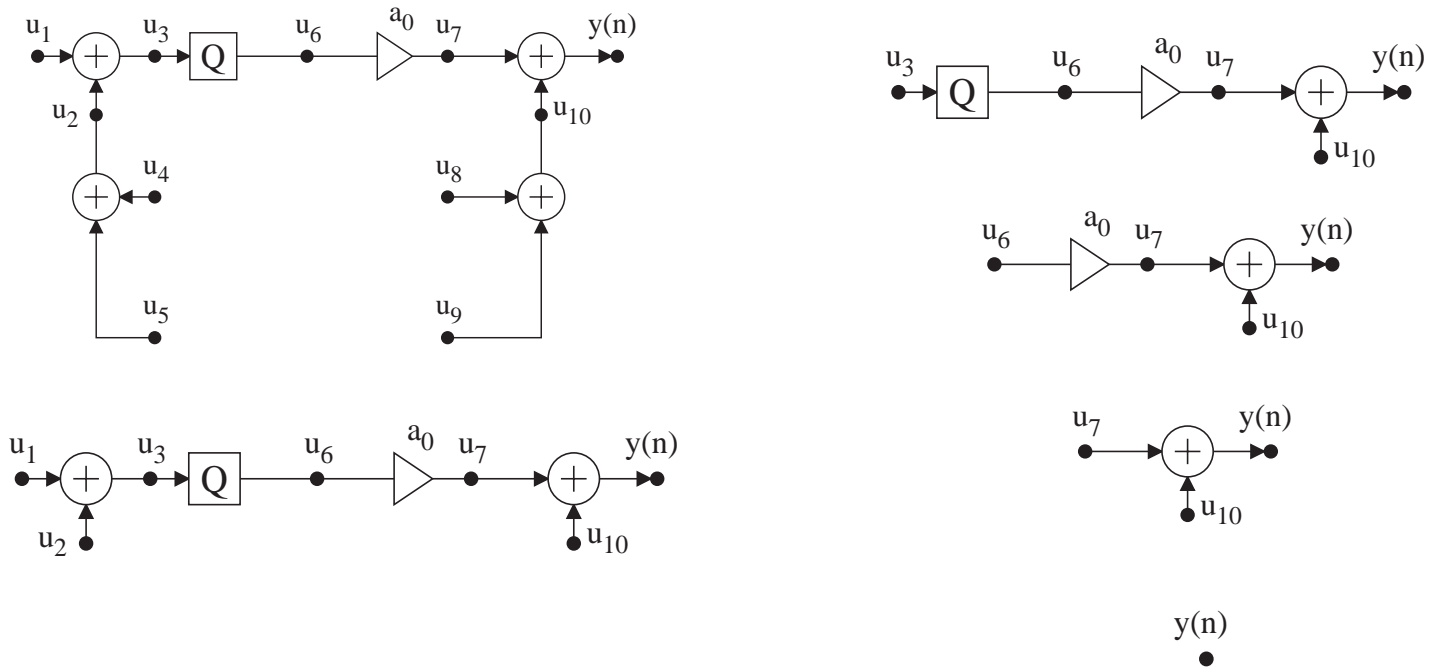 u1 u3 Q u6 a0 u7 y(n)
u2 u10
u4 u8
u5 u9
u1 u3 Q u6 a0 u7 y(n)
u2 u10
u3 Q u6 a0 u7 y(n)
u10
u6 a0 u7 y(n)
u10
u7 y(n)
u10
y(n)